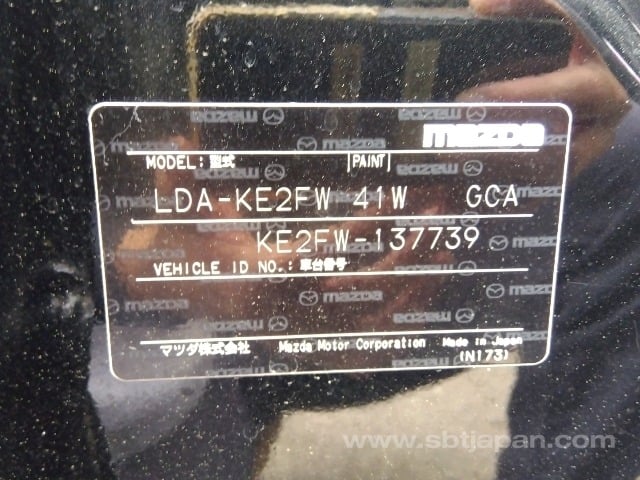 mazda
MODEL: 型式 PAINT
LDA-KE2FW 41W GCA
KE2FW-137739
VEHICLE ID NO.: 車台番号
マツダ株式会社 Mazda Motor Corporation Made in Japan
(N173)
www.sbtjapan.com